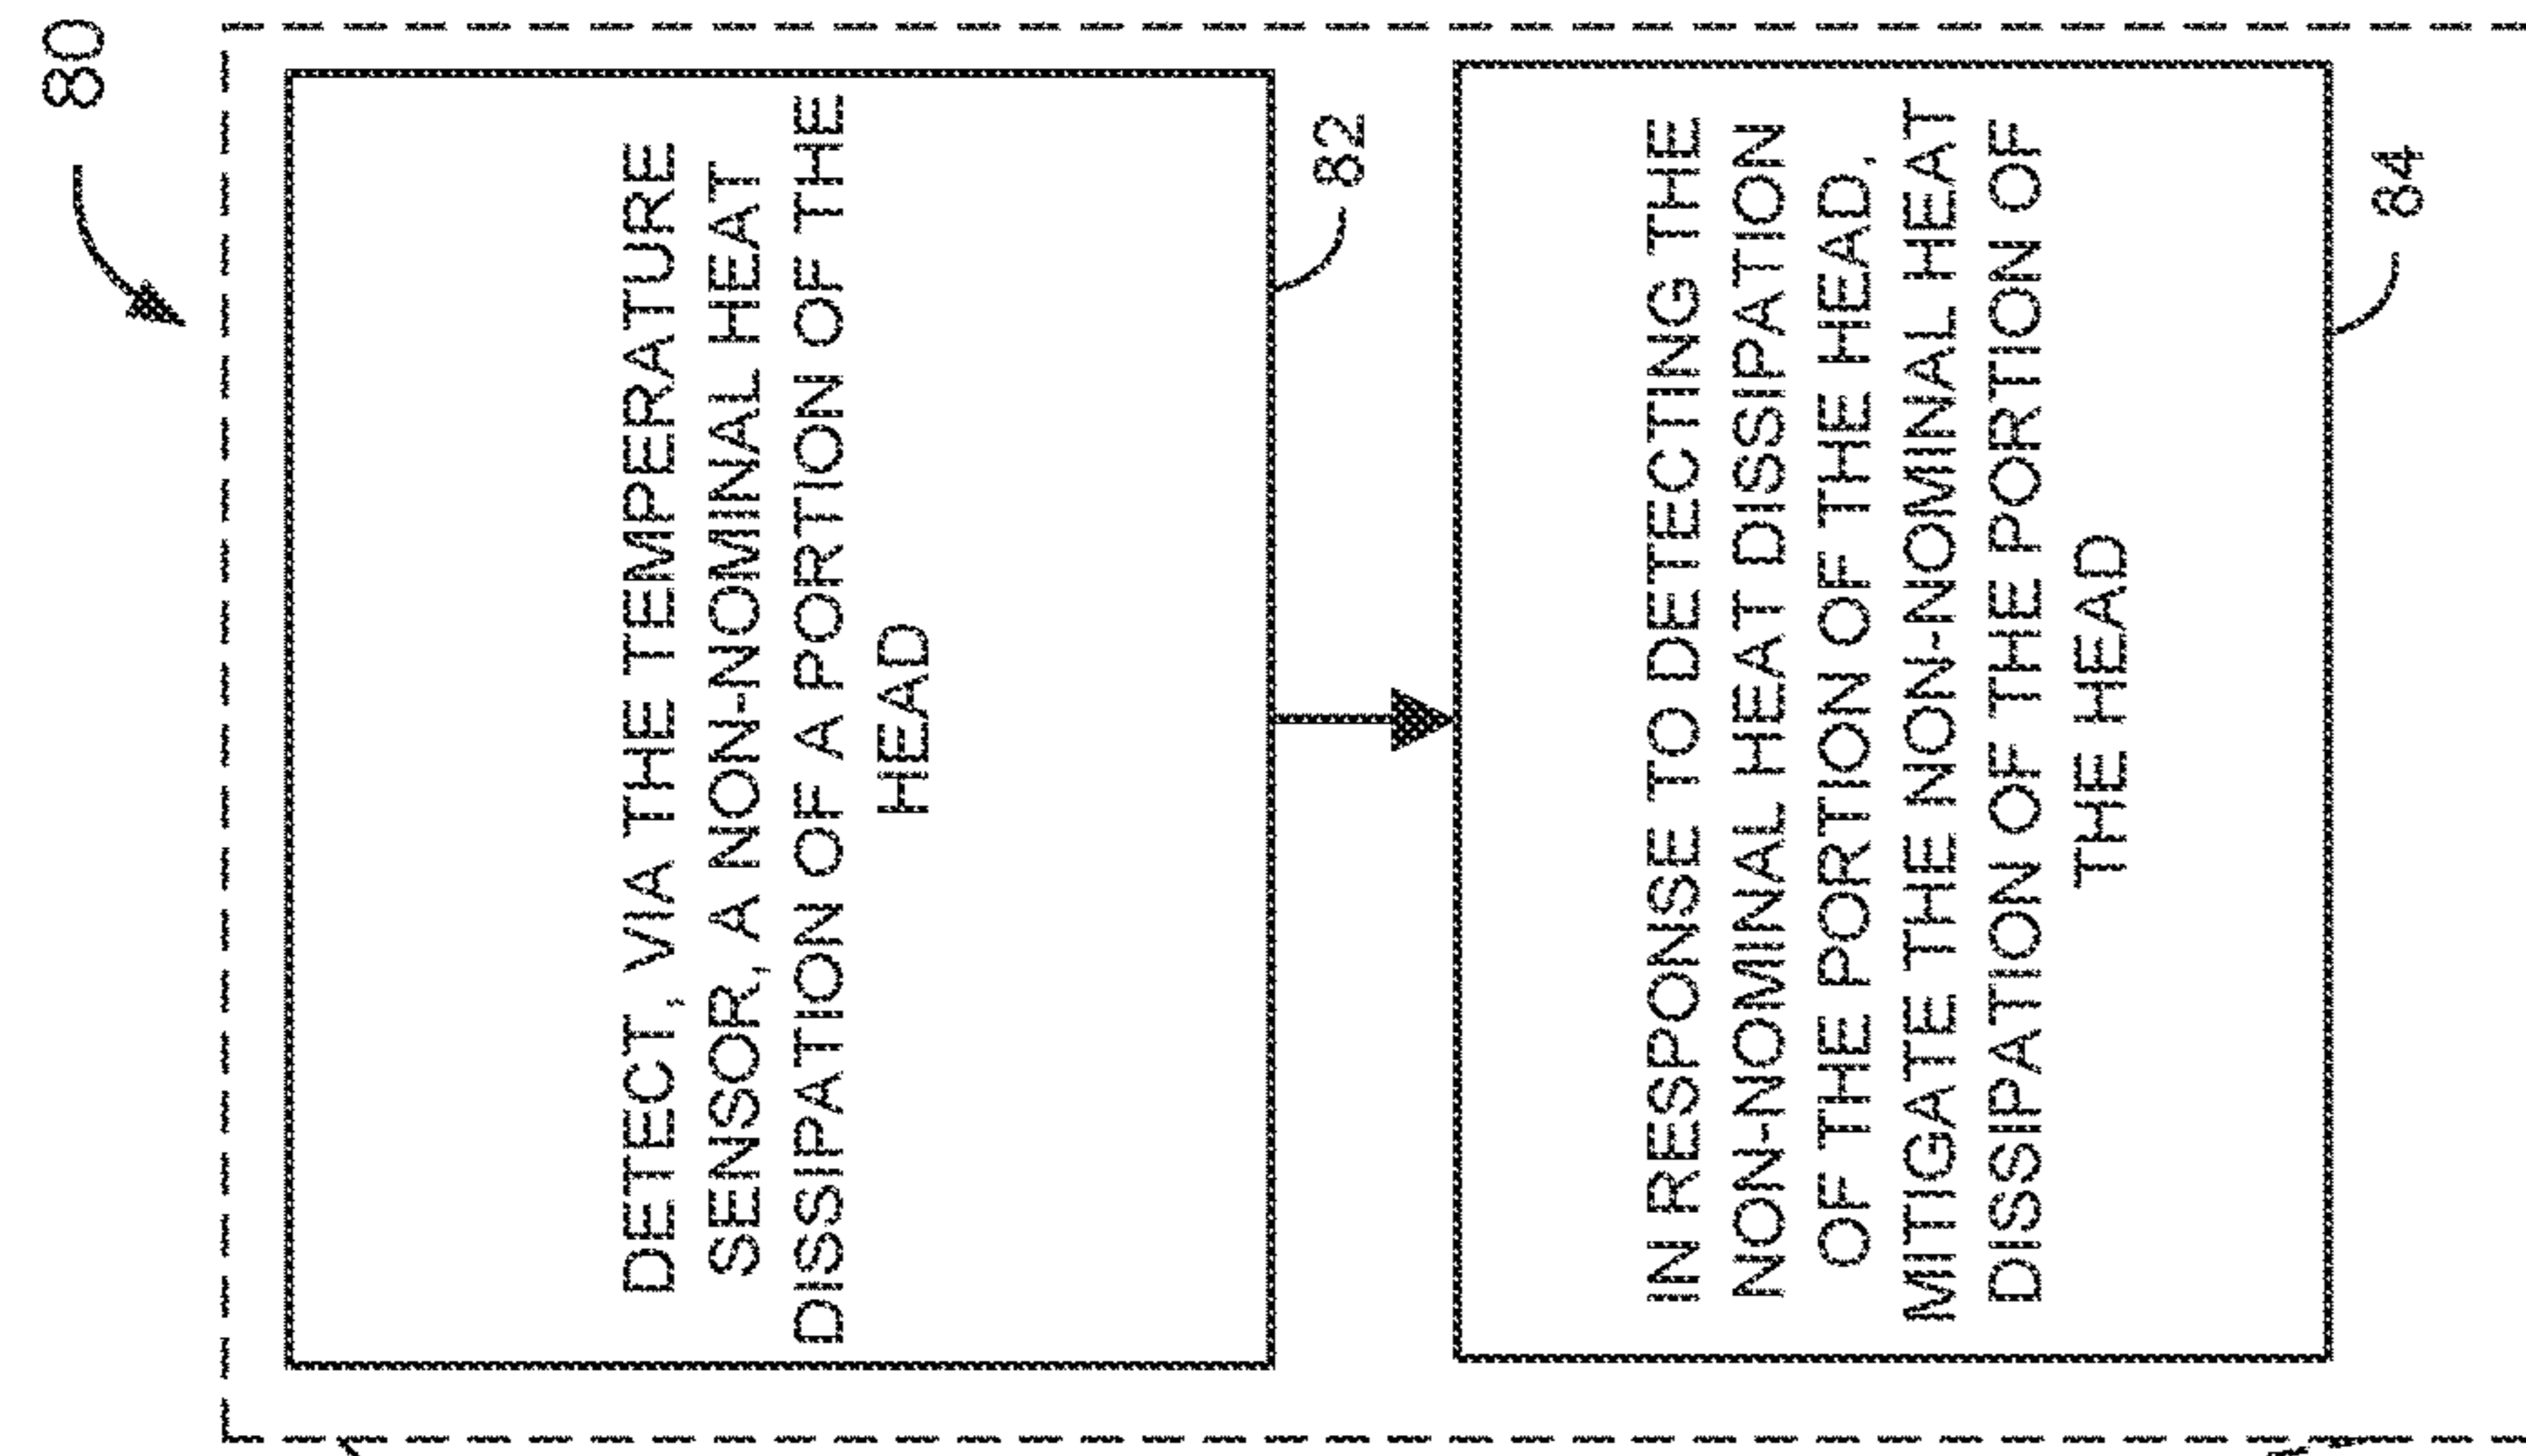 80
DETECT, VIA THE TEMPERATURE
SENSOR, A NON-NOMINAL HEAT
DISSIPATION OF A PORTION OF THE
HEAD
82
IN RESPONSE TO DETECTING THE
NON-NOMINAL HEAT DISSIPATION
OF THE PORTION OF THE HEAD,
MITIGATE THE NON-NOMINAL HEAT
DISSIPATION OF THE PORTION OF
THE HEAD
84